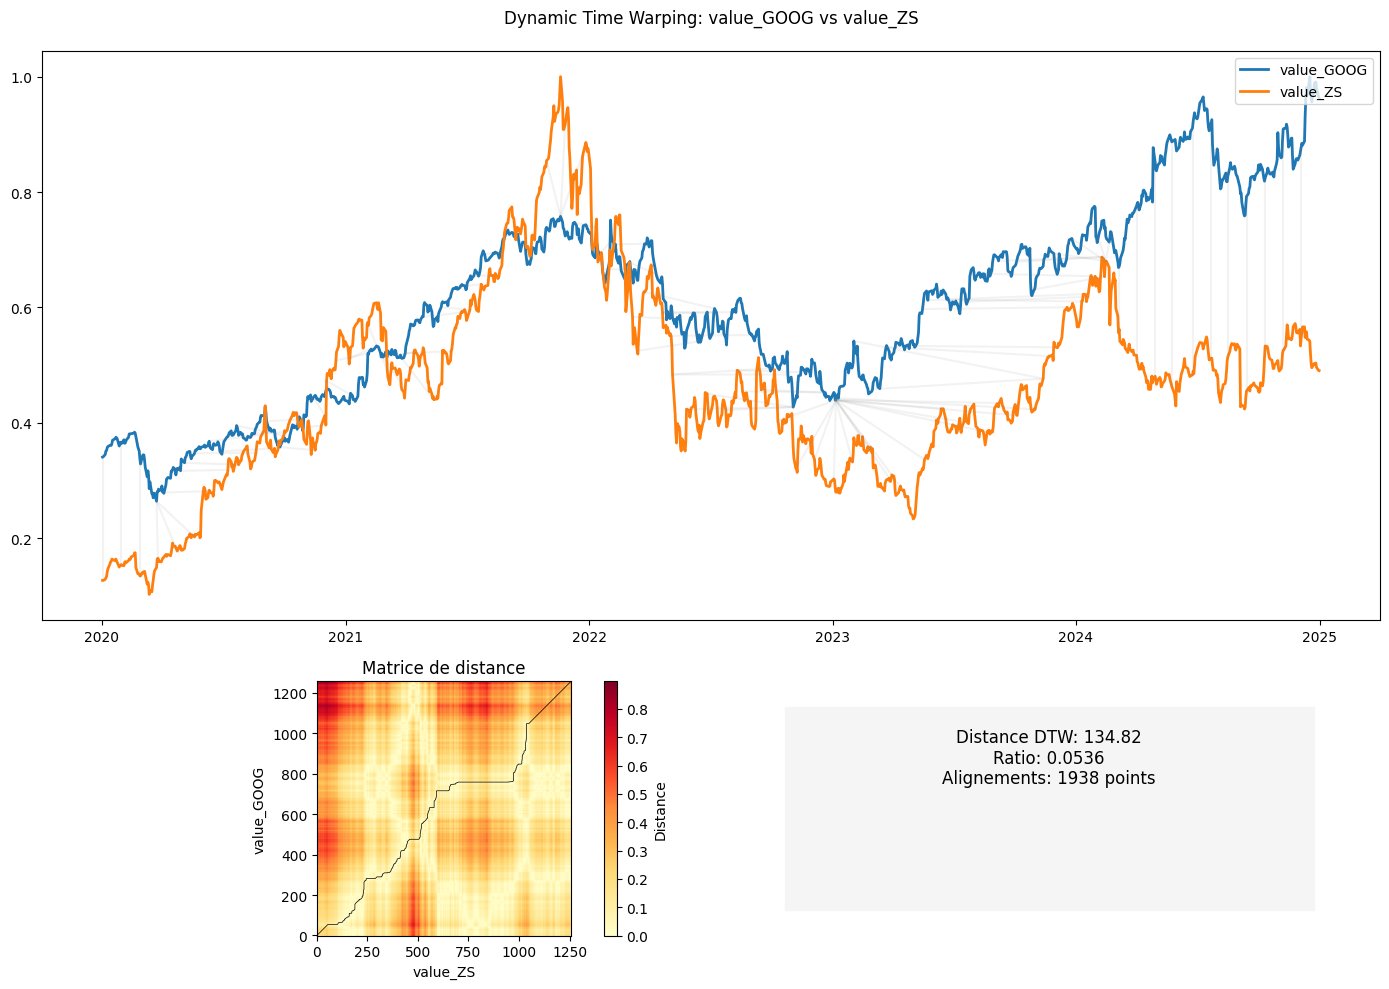 Dynamic Time Warping: value_GOOG vs value_ZS
value_GOOG
value_ZS
1.0
0.8
0.6
0.4
0.2
2020 2021 2022 2023 2024 2025
Matrice de distance
value_GOOG
1200
1000
800
600
400
200
0
0 250 500 750 1000 1250
value_ZS
0.8
0.7
0.6
0.5
0.4
0.3
0.2
0.1
0.0
Distance
Distance DTW: 134.82
Ratio: 0.0536
Alignements: 1938 points